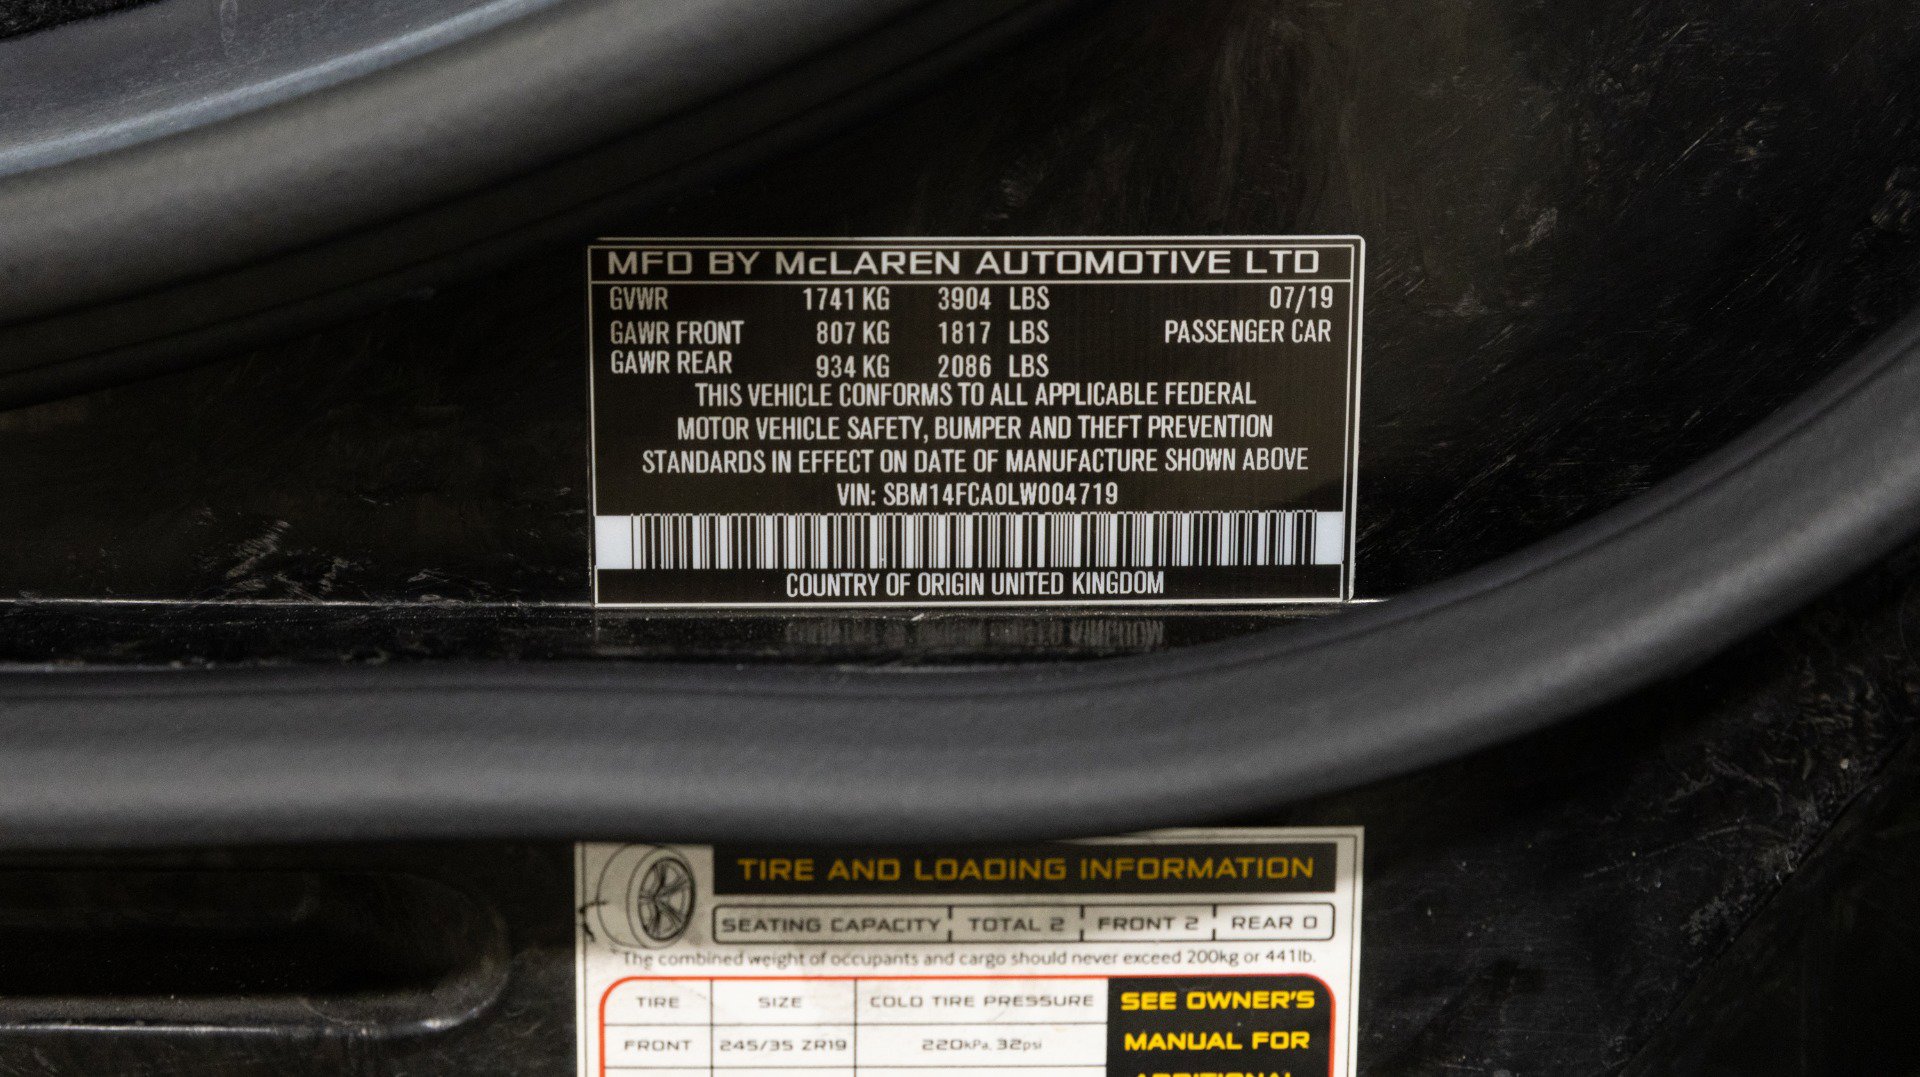 MFD BY McLAREN AUTOMOTIVE LTD
GVWR 1741 KG 3904 LBS 07/19
GAWR FRONT 807 KG 1817 LBS PASSENGER CAR
GAWR REAR 934 KG 2086 LBS
THIS VEHICLE CONFORMS TO ALL APPLICABLE FEDERAL
MOTOR VEHICLE SAFETY, BUMPER AND THEFT PREVENTION
STANDARDS IN EFFECT ON DATE OF MANUFACTURE SHOWN ABOVE
VIN: SBM14FCA0LW004719
COUNTRY OF ORIGIN UNITED KINGDOM
TIRE AND LOADING INFORMATION
SEATING CAPACITY TOTAL 2 FRONT 2 REAR 0
The combined weight of occupants and cargo should never exceed 200kg or 441lb.
TIRE SIZE COLD TIRE PRESSURE SEE OWNER'S
FRONT 245/35 ZR19 220kPa, 32psi MANUAL FOR